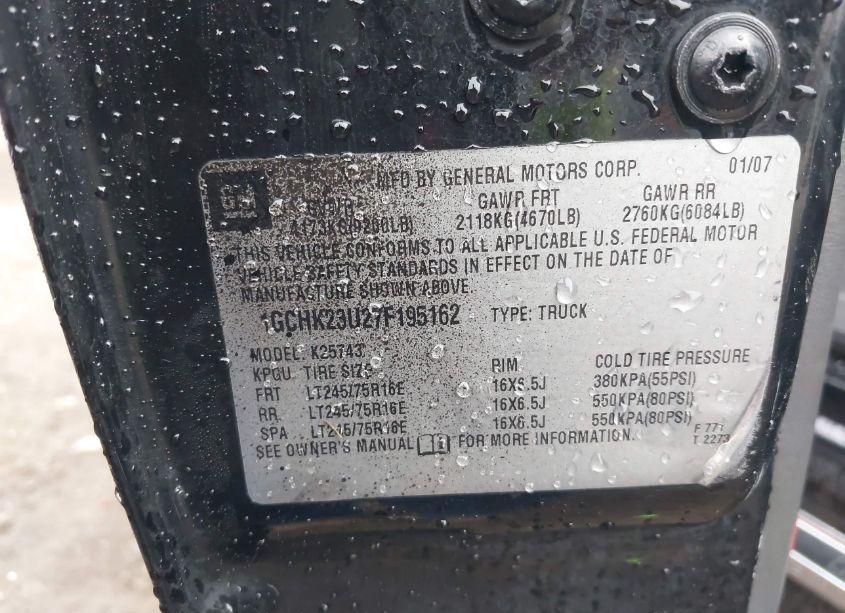 GM MFD BY GENERAL MOTORS CORP. 01/07
GVWR GAWR FRT GAWR RR
4173KG(9200LB) 2118KG(4670LB) 2760KG(6084LB)
THIS VEHICLE CONFORMS TO ALL APPLICABLE U.S. FEDERAL MOTOR
VEHICLE SAFETY STANDARDS IN EFFECT ON THE DATE OF
MANUFACTURE SHOWN ABOVE.
1GCHK23U27F195162 TYPE: TRUCK
MODEL: K25743
KPGU TIRE SIZE RIM COLD TIRE PRESSURE
FRT LT245/75R16E 16X6.5J 380KPA(55PSI)
RR LT245/75R16E 16X6.5J 550KPA(80PSI)
SPA LT245/75R16E 16X6.5J 550KPA(80PSI)
SEE OWNER'S MANUAL FOR MORE INFORMATION. F 771
T 2273